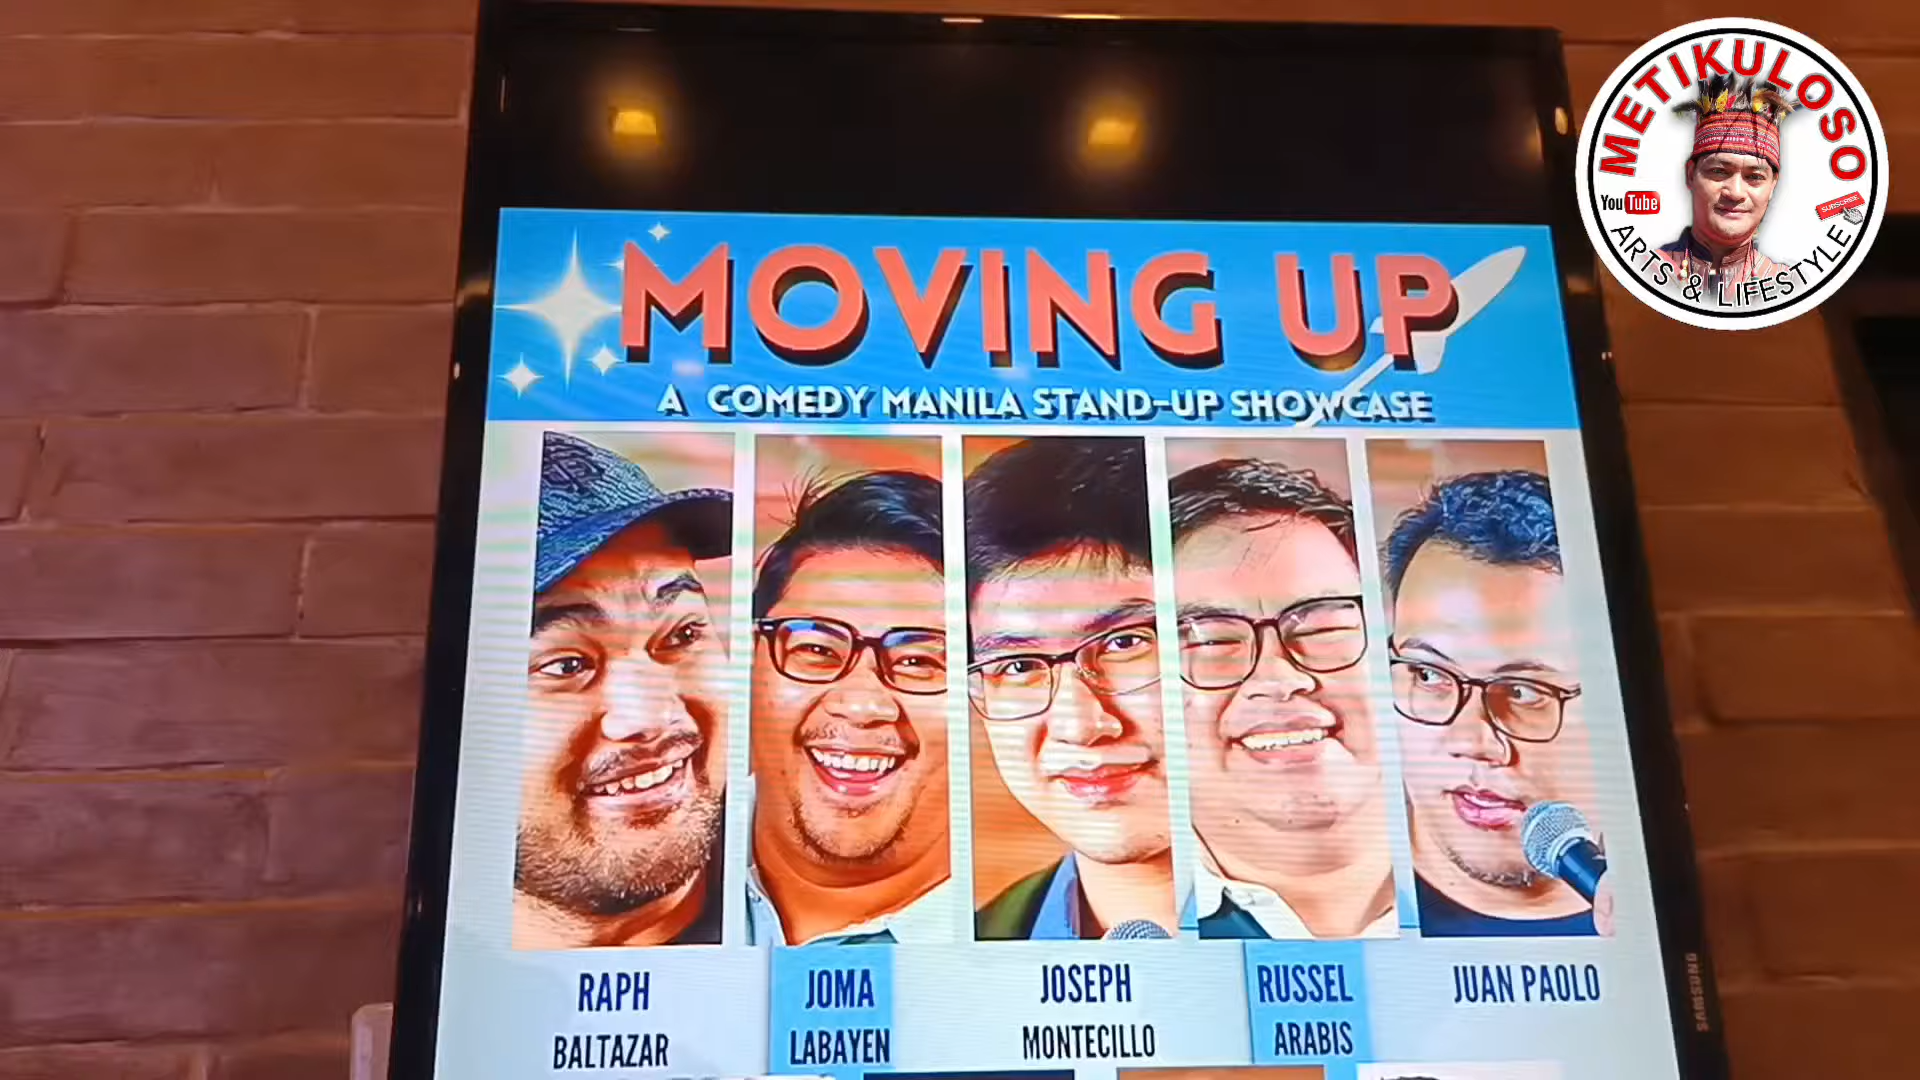 METIKULOSO
YouTube
SUBSCRIBE
ARTS & LIFESTYLE
MOVING UP
A COMEDY MANILA STAND-UP SHOWCASE
RAPH
BALTAZAR
JOMA
LABAYEN
JOSEPH
MONTECILLO
RUSSEL
ARABIS
JUAN PAOLO
SAMSUNG